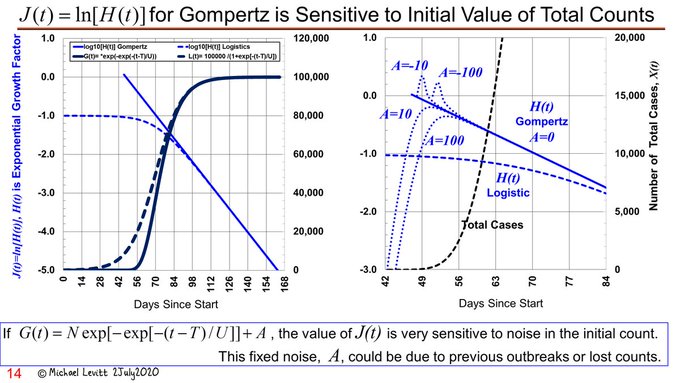 J(t) = ln[H(t)] for Gompertz is Sensitive to Initial Value of Total Counts
J(t)=ln[H(t)], H(t) is Exponential Growth Factor
1.0
0.0
-1.0
-2.0
-3.0
-4.0
-5.0
log10[H(t)] Gompertz
log10[H(t)] Logistics
G(t)= *exp(-exp(-(t-T)/U))
L(t)= 100000 /(1+exp[-(t-T)/U])
120,000
100,000
80,000
60,000
40,000
20,000
0
0 14 28 42 56 70 84 98 112 126 140 154 168
Days Since Start
1.0
0.0
-1.0
-2.0
-3.0
A=-10
A=-100
A=10
A=100
H(t)
Gompertz
A=0
H(t)
Logistic
Total Cases
20,000
15,000
10,000
5,000
0
Number of Total Cases, X(t)
42 49 56 63 70 77 84
Days Since Start
If G(t) = N exp[−exp[−(t − T) / U]] + A , the value of J(t) is very sensitive to noise in the initial count.
This fixed noise, A, could be due to previous outbreaks or lost counts.
14 © Michael Levitt 2July2020